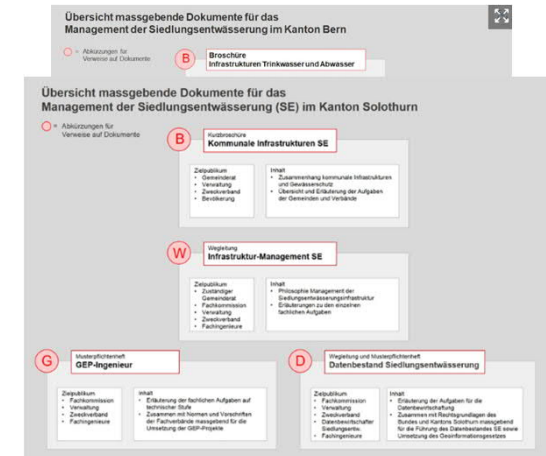 Übersicht massgebende Dokumente für das
Management der Siedlungsentwässerung im Kanton Bern
= Abkürzungen für
Verweise auf Dokumente
B
Broschüre
Infrastrukturen Trinkwasser und Abwasser
Übersicht massgebende Dokumente für das
Management der Siedlungsentwässerung (SE) im Kanton Solothurn
= Abkürzungen für
Verweise auf Dokumente
B
Kurzbroschüre
Kommunale Infrastrukturen SE
Zielpublikum
• Gemeinderat
• Verwaltung
• Zweckverband
• Bevölkerung
Inhalt
• Zusammenhang kommunale Infrastrukturen
und Gewässerschutz
• Übersicht und Erläuterung der Aufgaben
der Gemeinden und Verbände
W
Wegleitung
Infrastruktur-Management SE
Zielpublikum
• Zuständiger
Gemeinderat
• Fachkommission
• Verwaltung
• Zweckverband
• Fachingenieure
Inhalt
• Philosophie Management der
Siedlungsentwässerungsinfrastruktur
• Erläuterungen zu den einzelnen
fachlichen Aufgaben
G
Musterpflichtenheft
GEP-Ingenieur
Zielpublikum
• Fachkommission
• Verwaltung
• Zweckverband
• Fachingenieure
Inhalt
• Erläuterung der fachlichen Aufgaben auf
technischer Stufe
• Zusammen mit Normen und Vorschriften
der Fachverbände massgebend für die
Umsetzung der GEP-Projekte
D
Wegleitung und Musterpflichtenheft
Datenbestand Siedlungsentwässerung
Zielpublikum
• Fachkommission
• Verwaltung
• Zweckverband
• Datenbewirtschafter
Siedlungsentw.
• Fachingenieure
Inhalt
• Erläuterung der Aufgaben für die
Datenbewirtschaftung
• Zusammen mit Rechtsgrundlagen des
Bundes und Kantons Solothurn massgebend
für die Führung des Datenbestandes SE sowie
Umsetzung des Geoinformationsgesetzes